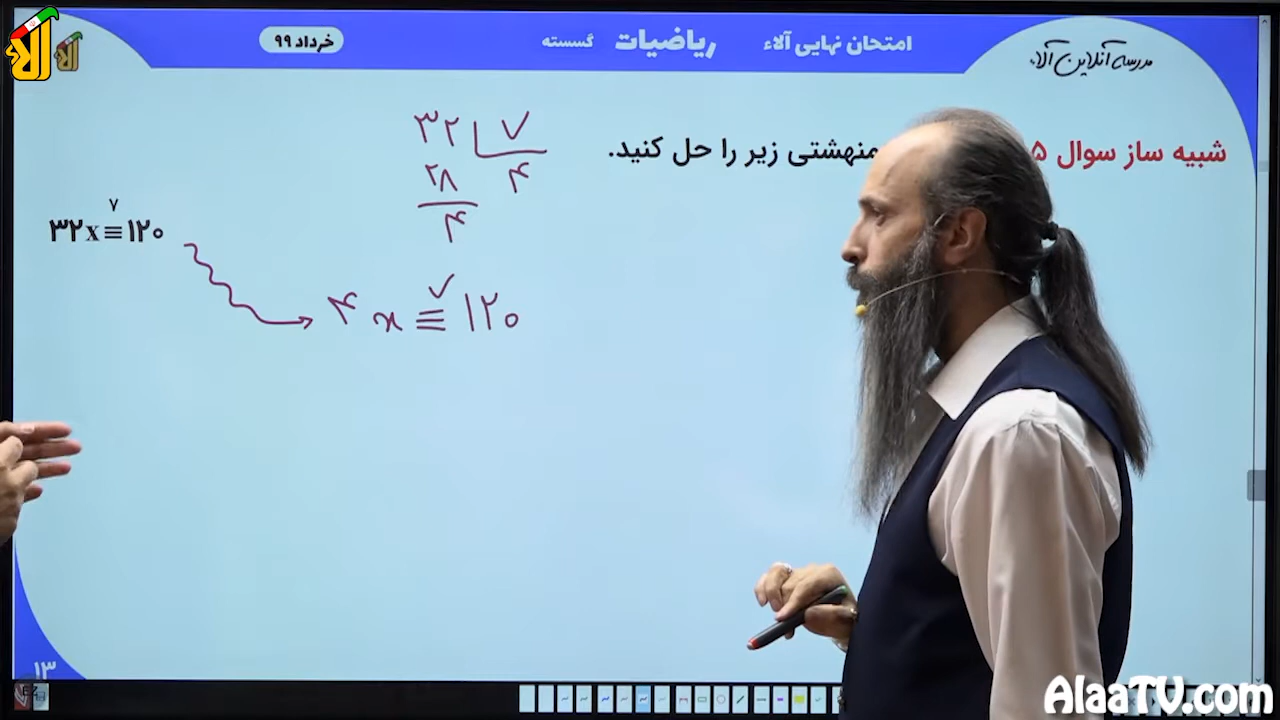 مدرسه آنلاین آلاء
امتحان نهایی آلاء ریاضیات گسسته
خرداد ۹۹
آلا
شبیه ساز سوال ۵
منهشتی زیر را حل کنید.
۳۲x≡۱۲۰
۷
۳۲ ۷
۲۸ ۴
۴
۴x ≡ ۱۲۰
۷
۱۳
AlaaTV.com